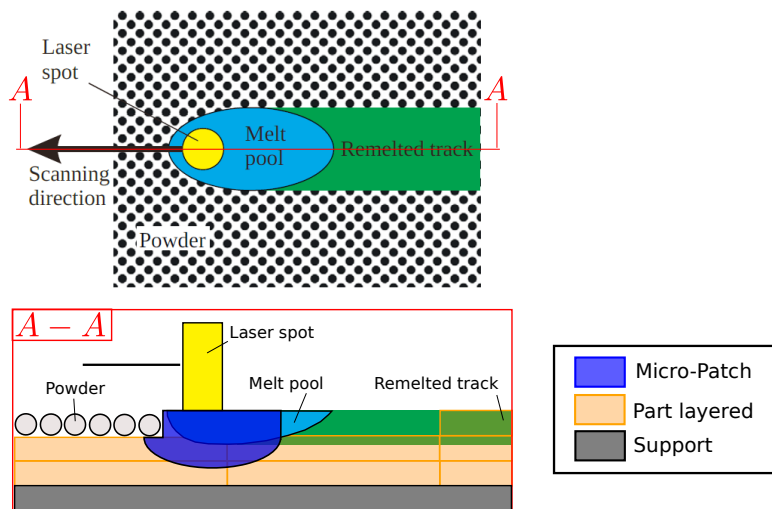 Laser
spot
A
A
Melt
pool
Remelted track
Scanning
direction
Powder
A - A
Laser spot
Powder
Melt pool
Remelted track
Micro-Patch
Part layered
Support